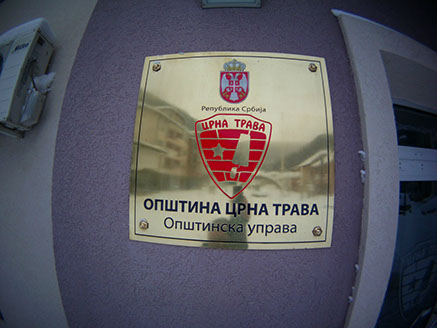 Република Србија
ЦРНА ТРАВА
ОПШТИНА ЦРНА ТРАВА
Општинска управа